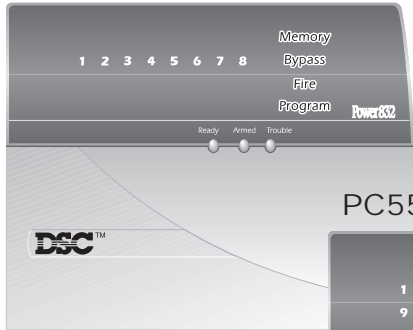 Memory
1 2 3 4 5 6 7 8 Bypass
Fire
Program Power832
Ready Armed Trouble
PC55
DSC™
1
9